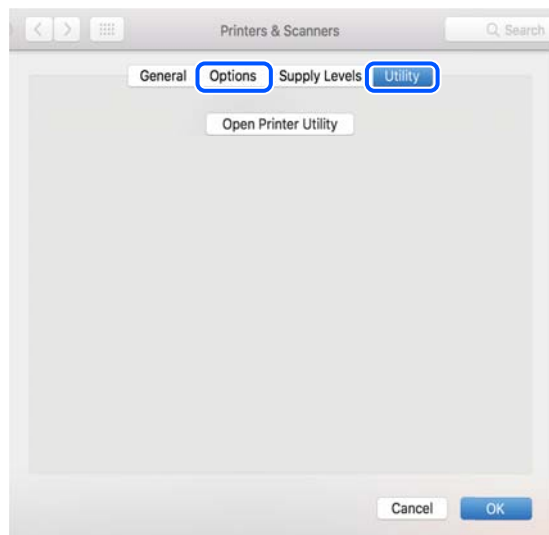 Printers & Scanners Search
General Options Supply Levels Utility
Open Printer Utility
Cancel OK